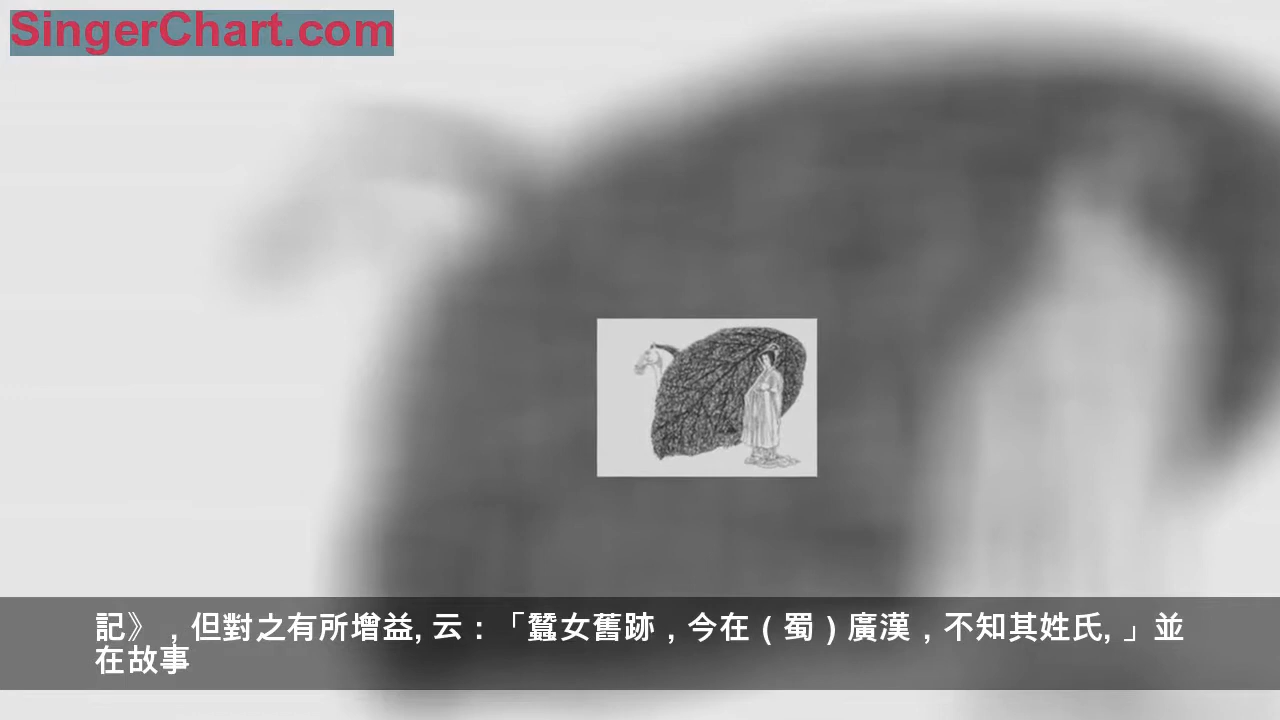 SingerChart.com
記》，但對之有所增益, 云：「蠶女舊跡，今在（蜀）廣漢，不知其姓氏, 」並
在故事